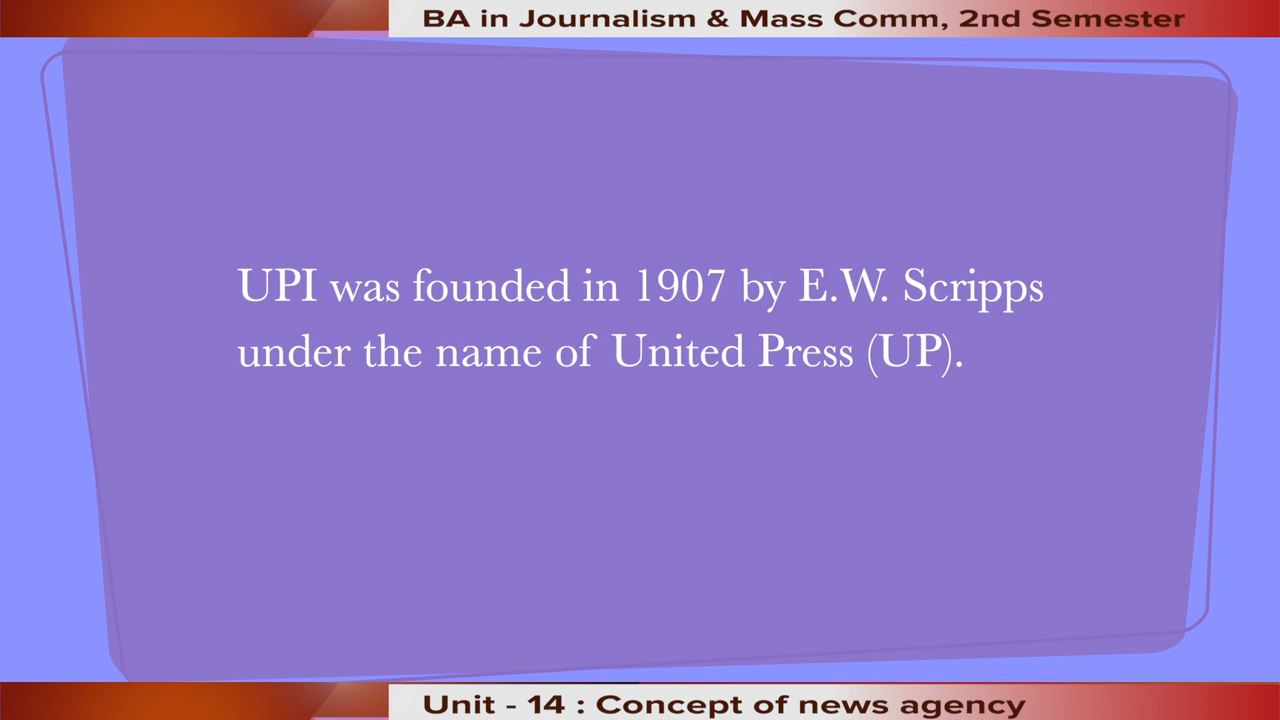 BA in Journalism & Mass Comm, 2nd Semester
UPI was founded in 1907 by E.W. Scripps
under the name of United Press (UP).
Unit - 14 : Concept of news agency